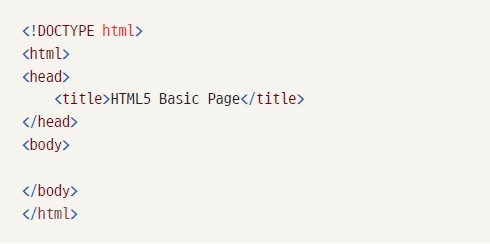 <!DOCTYPE html>
<html>
<head>
    <title>HTML5 Basic Page</title>
</head>
<body>

</body>
</html>